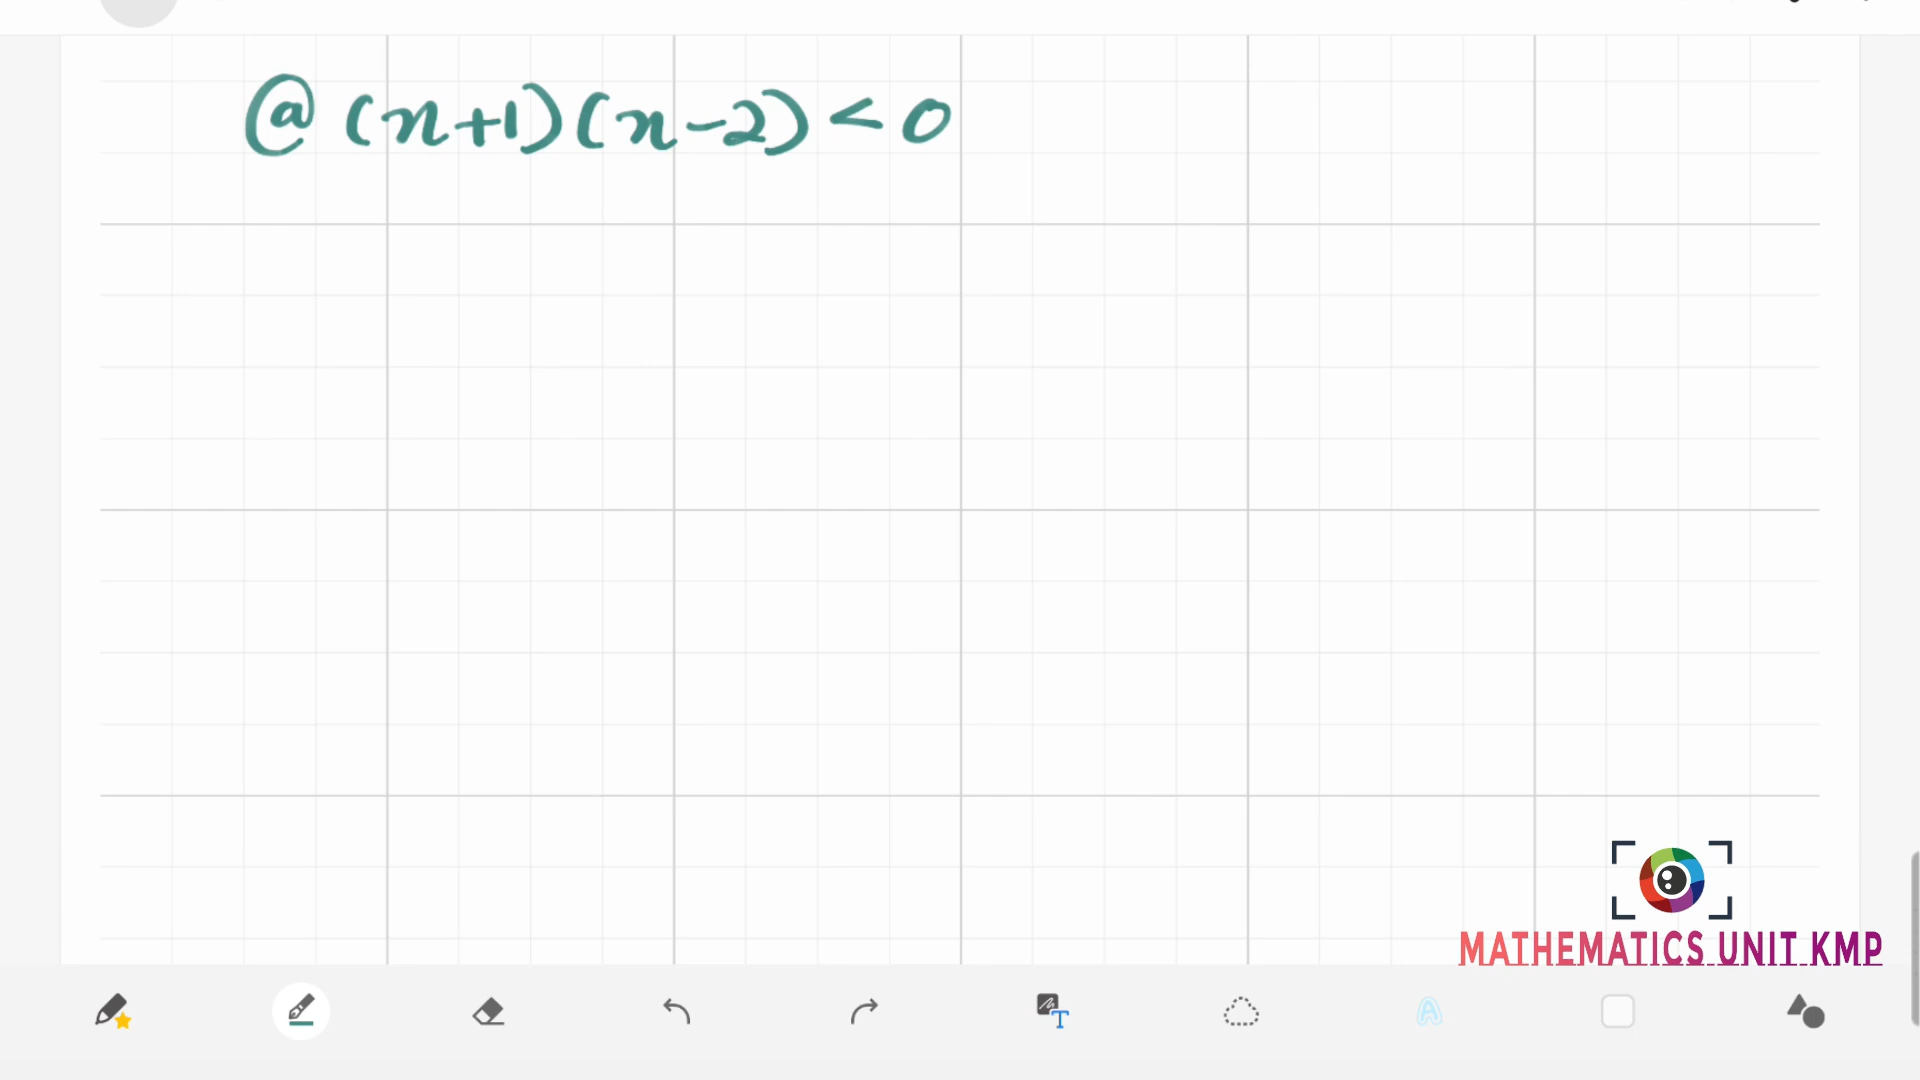 ⓐ (x+1)(x-2) < 0
MATHEMATICS UNIT KMP